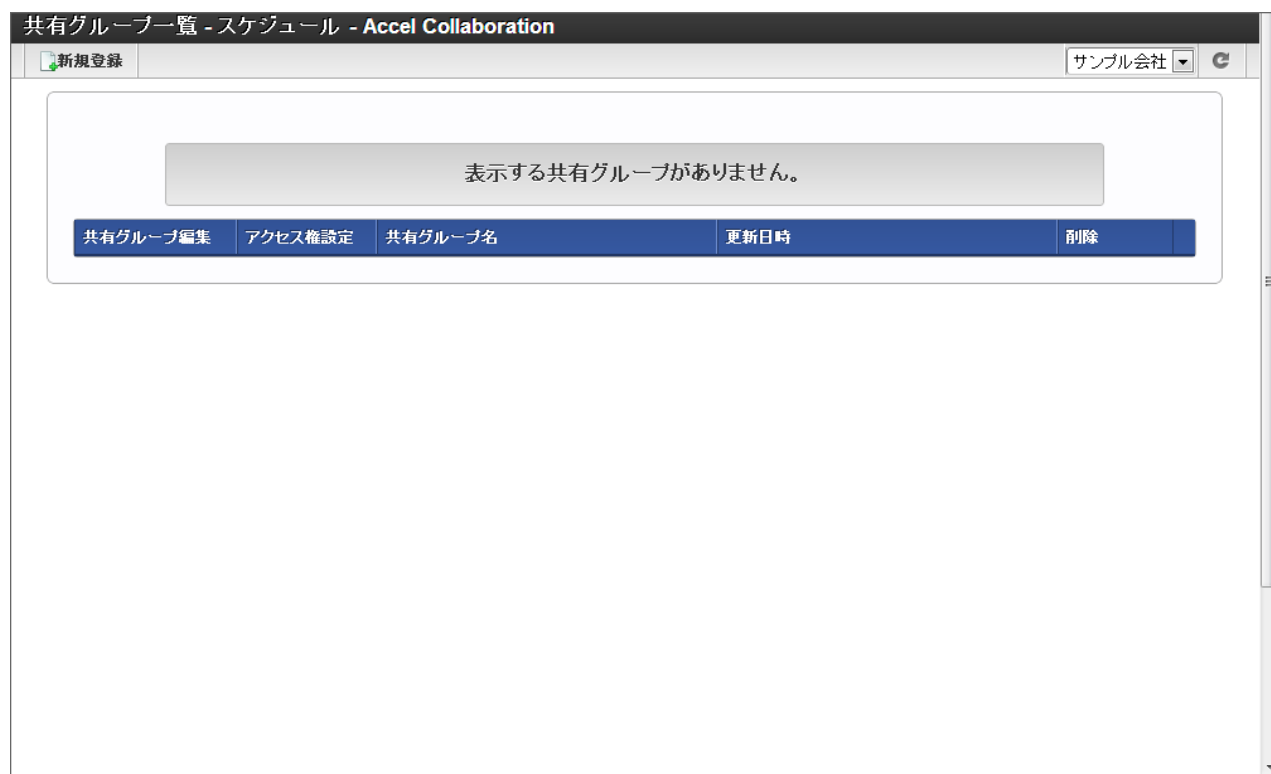 共有グループ一覧 - スケジュール - Accel Collaboration
新規登録 サンプル会社
表示する共有グループがありません。
共有グループ編集 アクセス権設定 共有グループ名 更新日時 削除